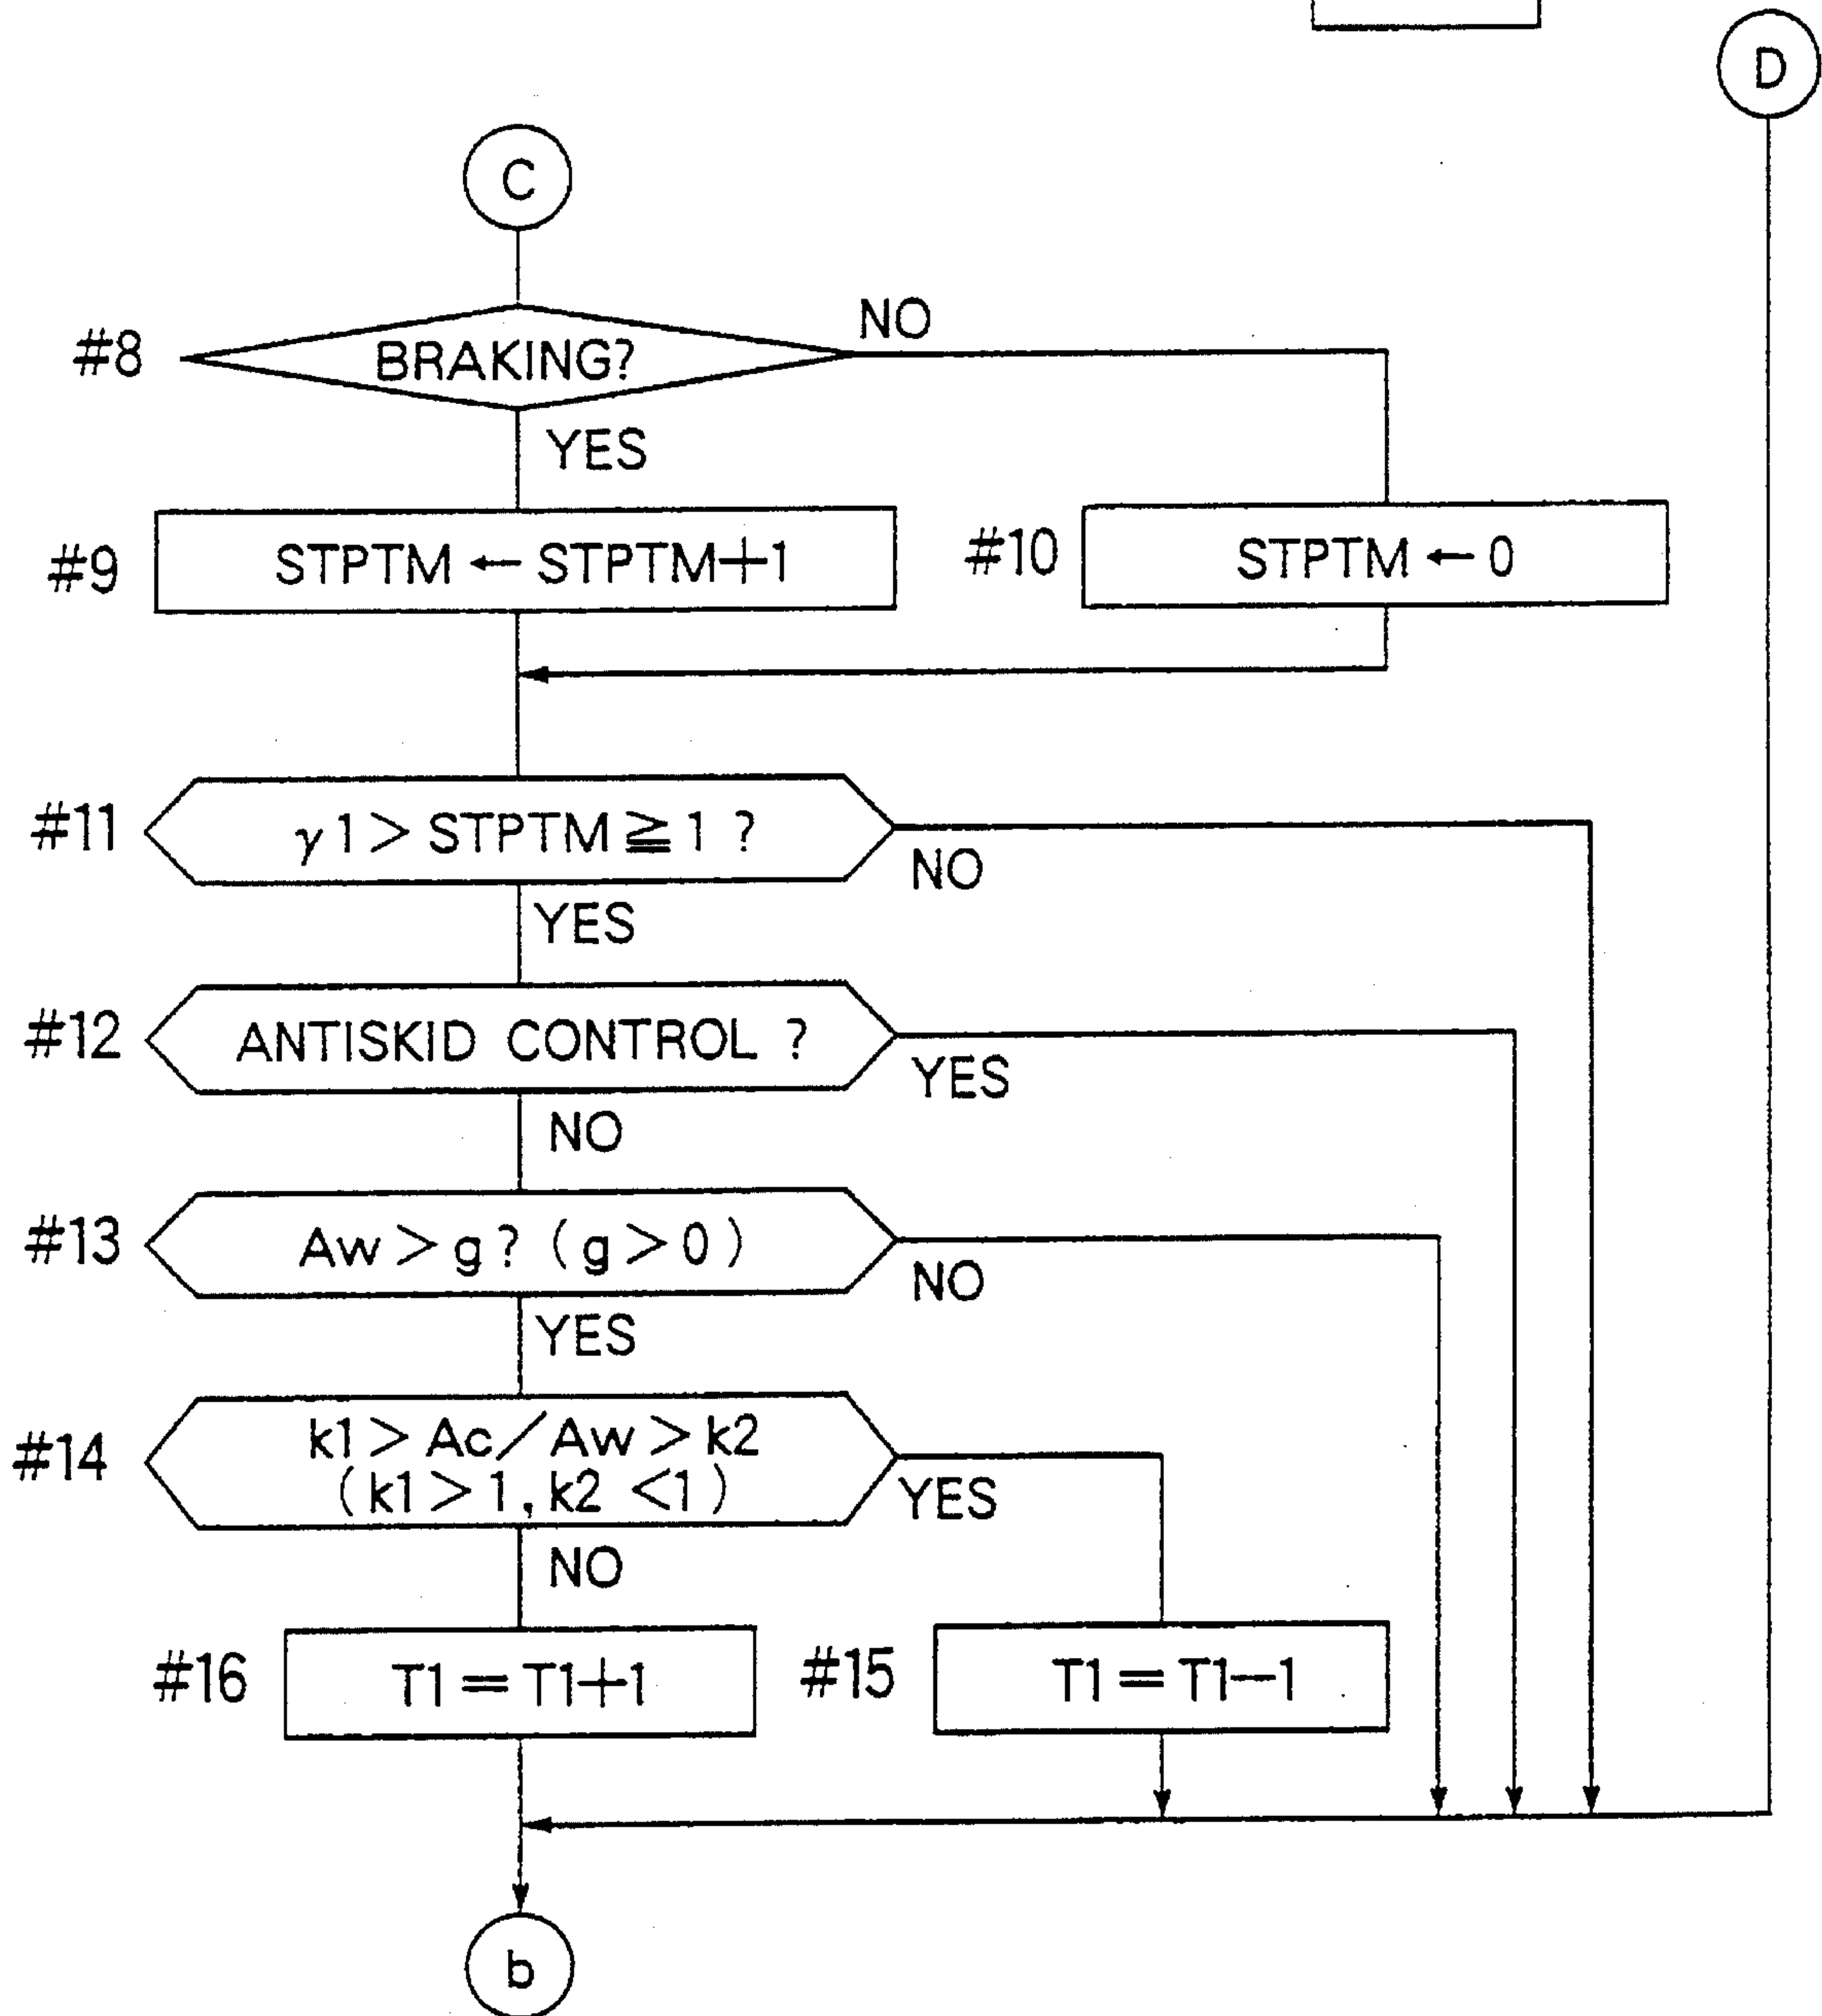 D
C
#8
BRAKING?
NO
YES
#9
STPTM ← STPTM+1
#10
STPTM ← 0
#11
γ1 > STPTM ≧ 1 ?
NO
YES
#12
ANTISKID CONTROL ?
YES
NO
#13
Aw > g ? ( g > 0 )
NO
YES
#14
k1 > Ac/Aw > k2
( k1 > 1, k2 <1 )
YES
NO
#16
T1 = T1+1
#15
T1 = T1−1
b